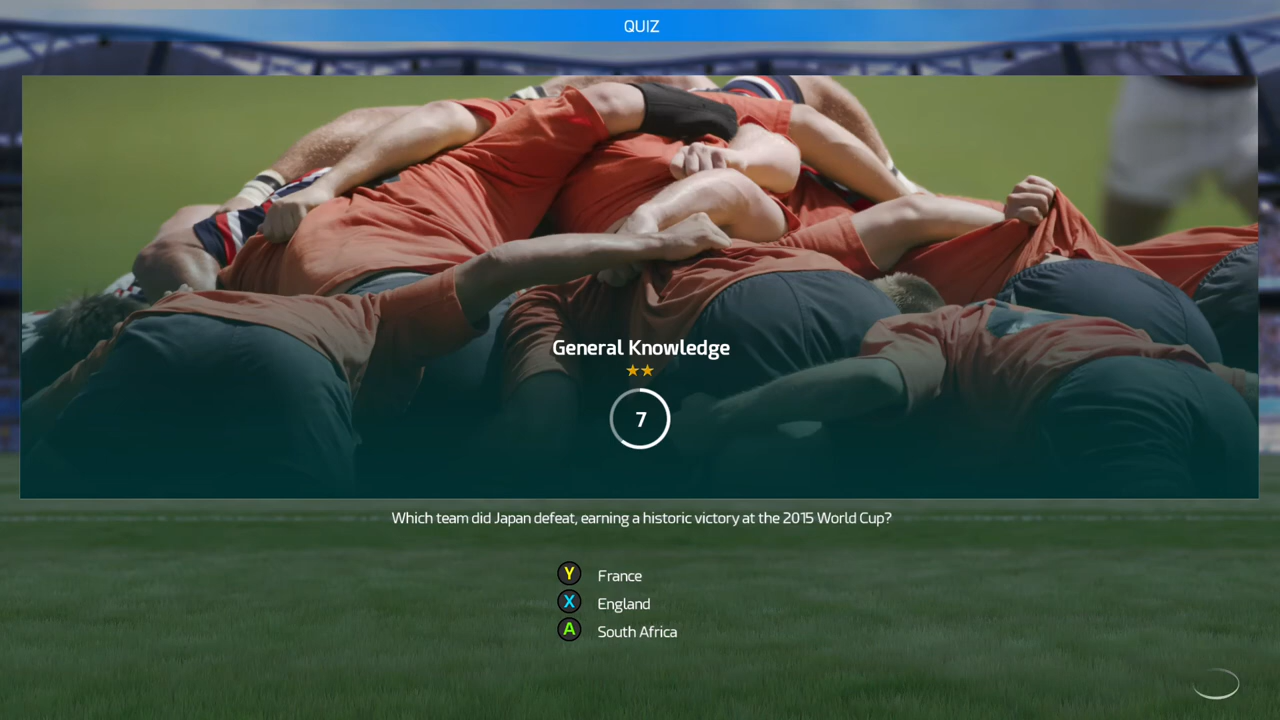 QUIZ
General Knowledge
7
Which team did Japan defeat, earning a historic victory at the 2015 World Cup?
Y France
X England
A South Africa